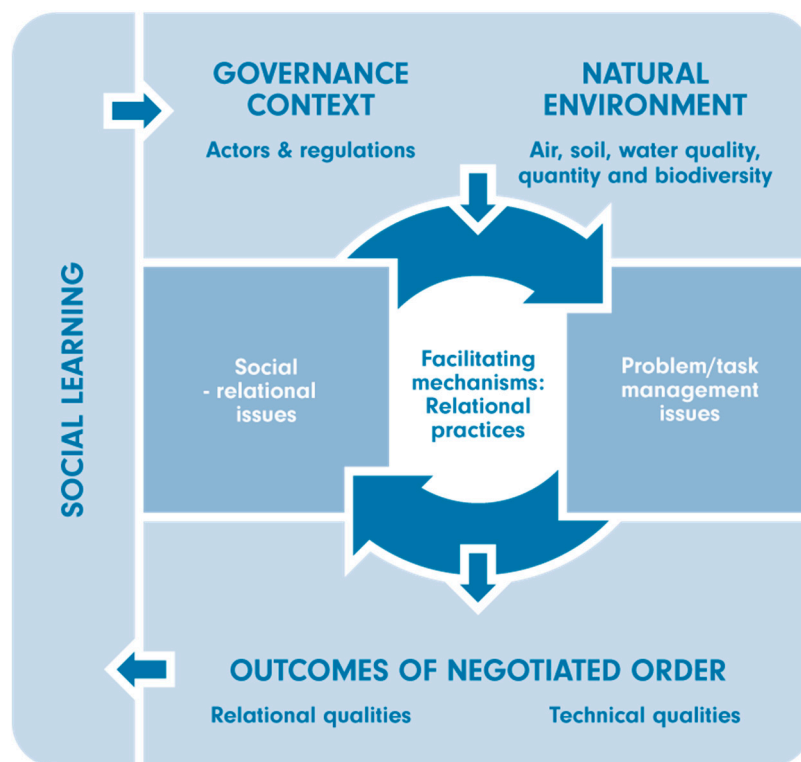 SOCIAL LEARNING
GOVERNANCE
CONTEXT
Actors & regulations
NATURAL
ENVIRONMENT
Air, soil, water quality,
quantity and biodiversity
Social
- relational
issues
Facilitating
mechanisms:
Relational
practices
Problem/task
management
issues
OUTCOMES OF NEGOTIATED ORDER
Relational qualities
Technical qualities